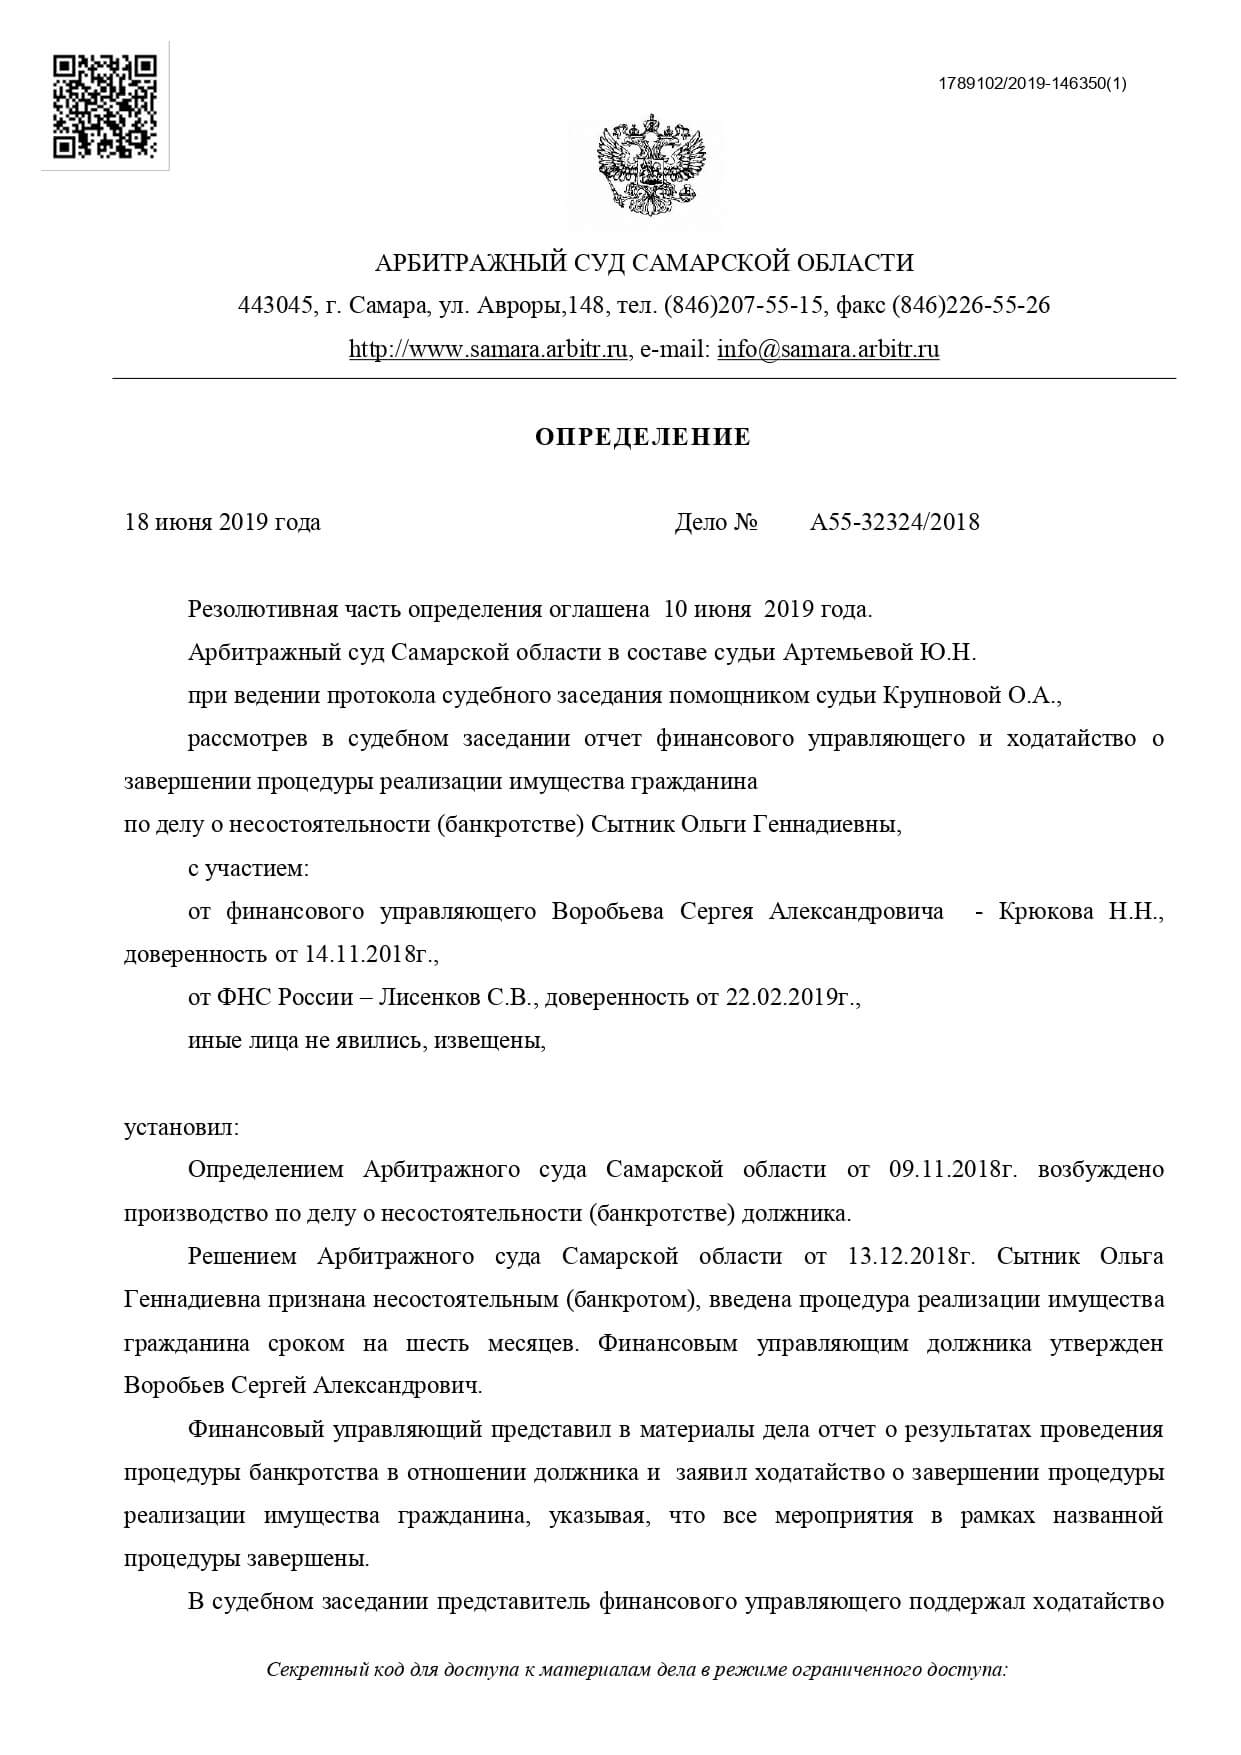 1789102/2019-146350(1)
АРБИТРАЖНЫЙ СУД САМАРСКОЙ ОБЛАСТИ
443045, г. Самара, ул. Авроры,148, тел. (846)207-55-15, факс (846)226-55-26
http://www.samara.arbitr.ru, e-mail: info@samara.arbitr.ru
ОПРЕДЕЛЕНИЕ
18 июня 2019 года Дело № А55-32324/2018
Резолютивная часть определения оглашена 10 июня 2019 года.
Арбитражный суд Самарской области в составе судьи Артемьевой Ю.Н.
при ведении протокола судебного заседания помощником судьи Крупновой О.А.,
рассмотрев в судебном заседании отчет финансового управляющего и ходатайство о
завершении процедуры реализации имущества гражданина
по делу о несостоятельности (банкротстве) Сытник Ольги Геннадиевны,
с участием:
от финансового управляющего Воробьева Сергея Александровича - Крюкова Н.Н.,
доверенность от 14.11.2018г.,
от ФНС России – Лисенков С.В., доверенность от 22.02.2019г.,
иные лица не явились, извещены,
установил:
Определением Арбитражного суда Самарской области от 09.11.2018г. возбуждено
производство по делу о несостоятельности (банкротстве) должника.
Решением Арбитражного суда Самарской области от 13.12.2018г. Сытник Ольга
Геннадиевна признана несостоятельным (банкротом), введена процедура реализации имущества
гражданина сроком на шесть месяцев. Финансовым управляющим должника утвержден
Воробьев Сергей Александрович.
Финансовый управляющий представил в материалы дела отчет о результатах проведения
процедуры банкротства в отношении должника и заявил ходатайство о завершении процедуры
реализации имущества гражданина, указывая, что все мероприятия в рамках названной
процедуры завершены.
В судебном заседании представитель финансового управляющего поддержал ходатайство
Секретный код для доступа к материалам дела в режиме ограниченного доступа: